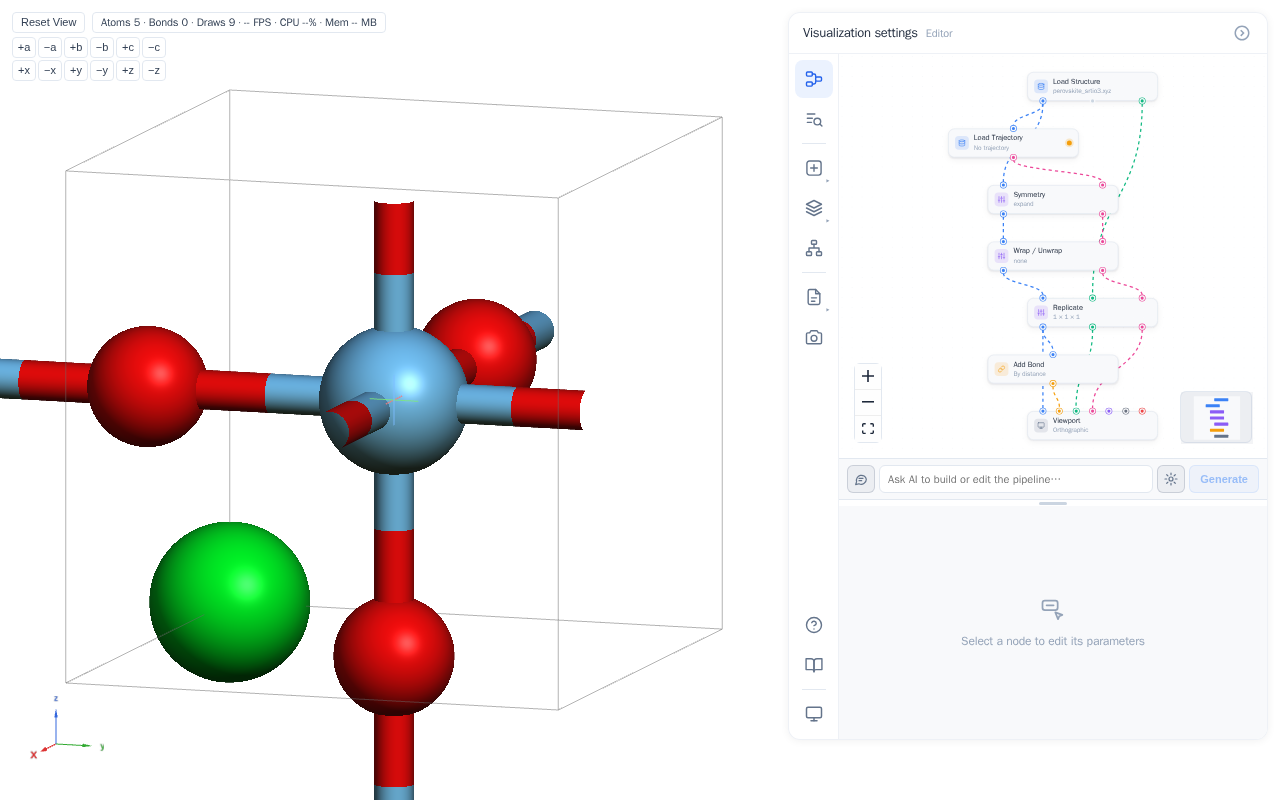 Reset View
Atoms 5 · Bonds 0 · Draws 9 · -- FPS · CPU --% · Mem -- MB
+a −a +b −b +c −c
+x −x +y −y +z −z
z
y
x
Visualization settings Editor
Load Structure
perovskite_srtio3.xyz
Load Trajectory
No trajectory
Symmetry
expand
Wrap / Unwrap
none
Replicate
1 × 1 × 1
Add Bond
By distance
Viewport
Orthographic
Ask AI to build or edit the pipeline···
Generate
Select a node to edit its parameters